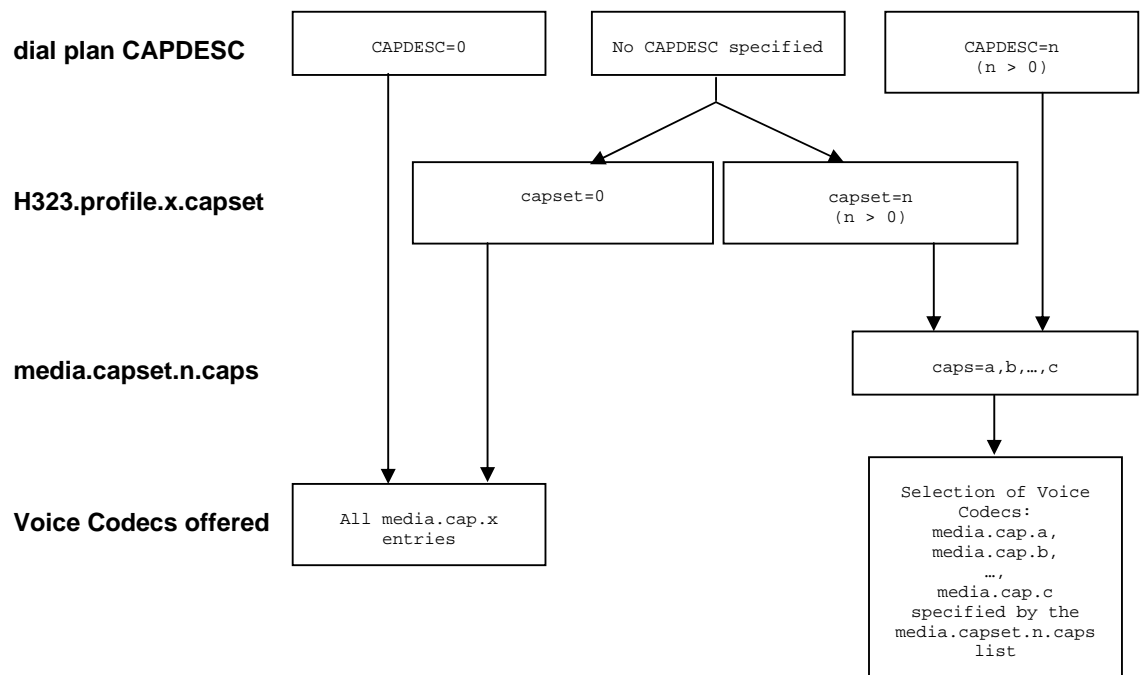 dial plan CAPDESC
CAPDESC=0
No CAPDESC specified
CAPDESC=n
(n > 0)
H323.profile.x.capset
capset=0
capset=n
(n > 0)
media.capset.n.caps
caps=a,b,…,c
Voice Codecs offered
All media.cap.x
entries
Selection of Voice
Codecs:
media.cap.a,
media.cap.b,
…,
media.cap.c
specified by the
media.capset.n.caps
list